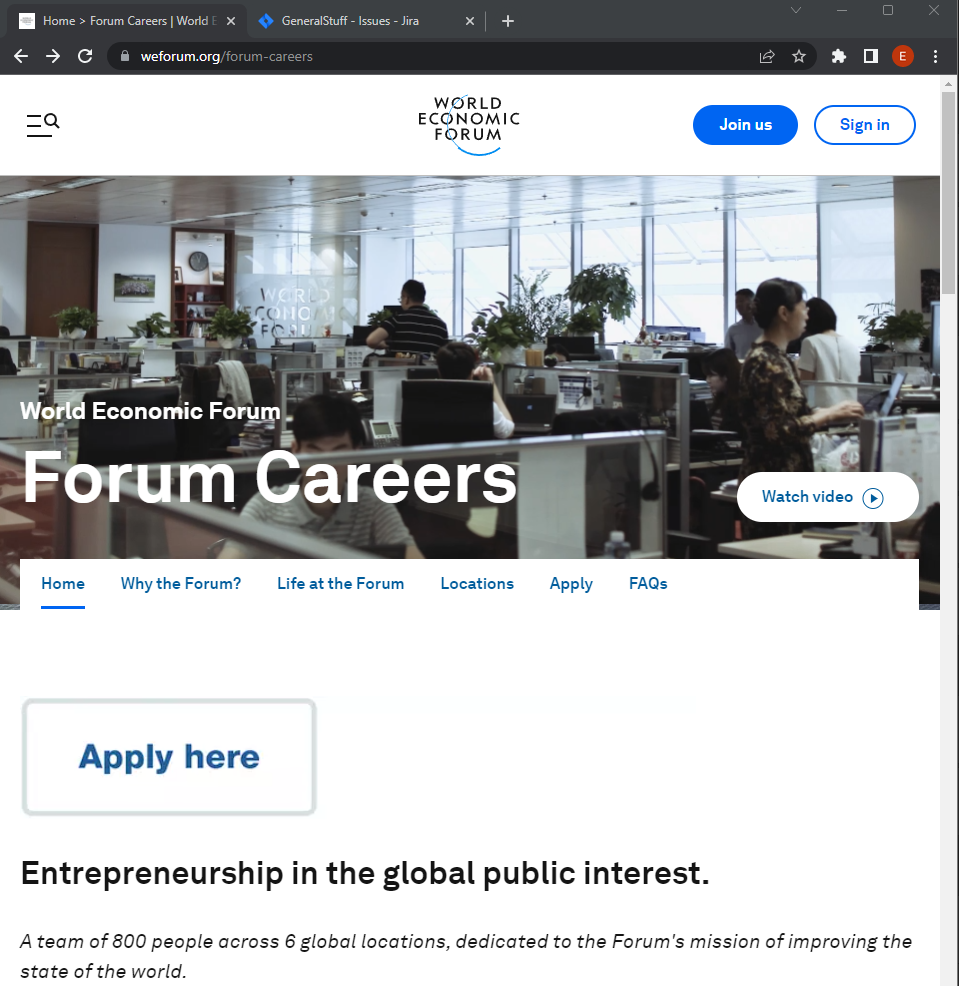 Home > Forum Careers | World E
GeneralStuff - Issues - Jira
weforum.org/forum-careers
E
WORLD
ECONOMIC
FORUM
Join us
Sign in
WORLD
ECONOMIC
FORUM
World Economic Forum
Forum Careers
Watch video
Home Why the Forum? Life at the Forum Locations Apply FAQs
Apply here
Entrepreneurship in the global public interest.
A team of 800 people across 6 global locations, dedicated to the Forum's mission of improving the
state of the world.